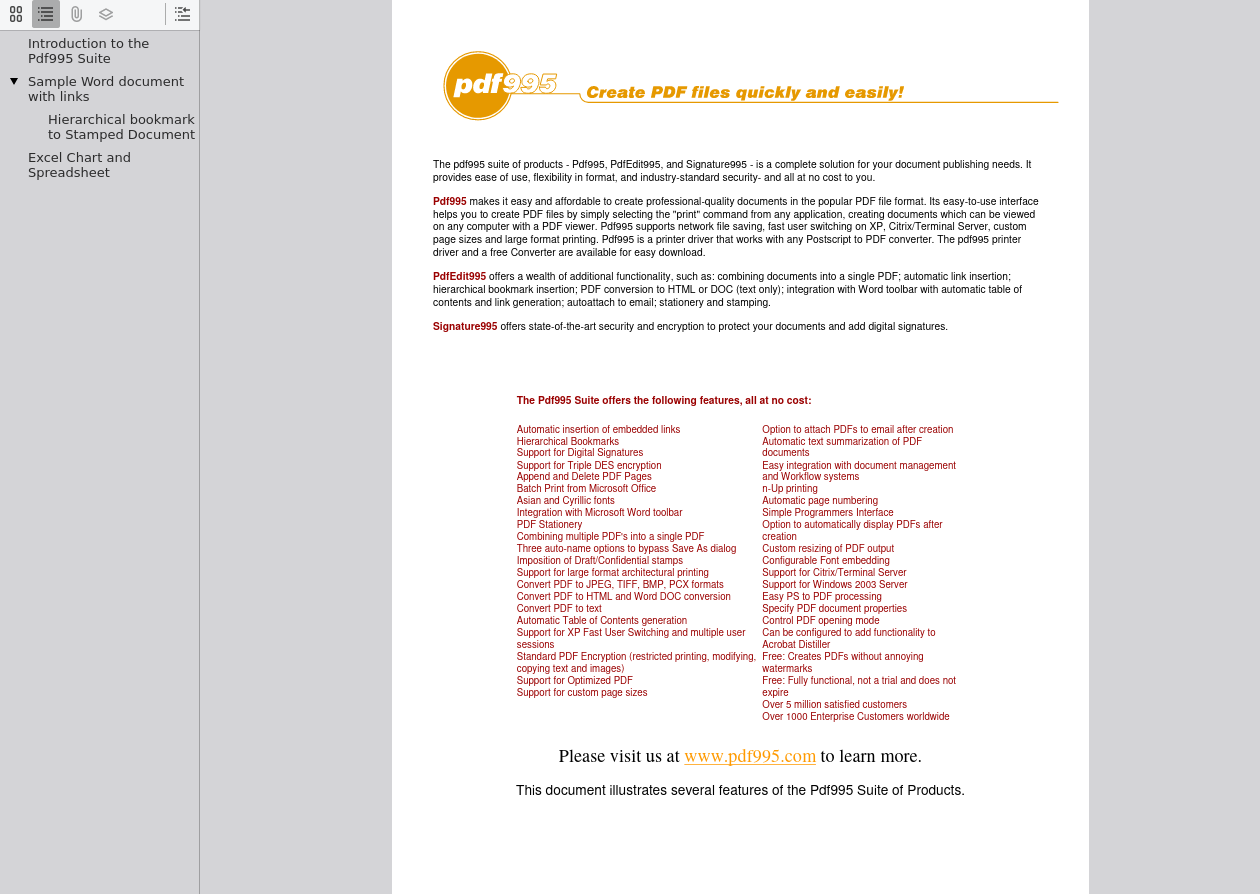 Introduction to the
Pdf995 Suite
Sample Word document
with links
Hierarchical bookmark
to Stamped Document
Excel Chart and
Spreadsheet
pdf995
Create PDF files quickly and easily!
The pdf995 suite of products - Pdf995, PdfEdit995, and Signature995 - is a complete solution for your document publishing needs. It
provides ease of use, flexibility in format, and industry-standard security- and all at no cost to you.
Pdf995 makes it easy and affordable to create professional-quality documents in the popular PDF file format. Its easy-to-use interface
helps you to create PDF files by simply selecting the "print" command from any application, creating documents which can be viewed
on any computer with a PDF viewer. Pdf995 supports network file saving, fast user switching on XP, Citrix/Terminal Server, custom
page sizes and large format printing. Pdf995 is a printer driver that works with any Postscript to PDF converter. The pdf995 printer
driver and a free Converter are available for easy download.
PdfEdit995 offers a wealth of additional functionality, such as: combining documents into a single PDF; automatic link insertion;
hierarchical bookmark insertion; PDF conversion to HTML or DOC (text only); integration with Word toolbar with automatic table of
contents and link generation; autoattach to email; stationery and stamping.
Signature995 offers state-of-the-art security and encryption to protect your documents and add digital signatures.
The Pdf995 Suite offers the following features, all at no cost:
Automatic insertion of embedded links
Hierarchical Bookmarks
Support for Digital Signatures
Support for Triple DES encryption
Append and Delete PDF Pages
Batch Print from Microsoft Office
Asian and Cyrillic fonts
Integration with Microsoft Word toolbar
PDF Stationery
Combining multiple PDF's into a single PDF
Three auto-name options to bypass Save As dialog
Imposition of Draft/Confidential stamps
Support for large format architectural printing
Convert PDF to JPEG, TIFF, BMP, PCX formats
Convert PDF to HTML and Word DOC conversion
Convert PDF to text
Automatic Table of Contents generation
Support for XP Fast User Switching and multiple user
sessions
Standard PDF Encryption (restricted printing, modifying,
copying text and images)
Support for Optimized PDF
Support for custom page sizes
Option to attach PDFs to email after creation
Automatic text summarization of PDF
documents
Easy integration with document management
and Workflow systems
n-Up printing
Automatic page numbering
Simple Programmers Interface
Option to automatically display PDFs after
creation
Custom resizing of PDF output
Configurable Font embedding
Support for Citrix/Terminal Server
Support for Windows 2003 Server
Easy PS to PDF processing
Specify PDF document properties
Control PDF opening mode
Can be configured to add functionality to
Acrobat Distiller
Free: Creates PDFs without annoying
watermarks
Free: Fully functional, not a trial and does not
expire
Over 5 million satisfied customers
Over 1000 Enterprise Customers worldwide
Please visit us at www.pdf995.com to learn more.
This document illustrates several features of the Pdf995 Suite of Products.